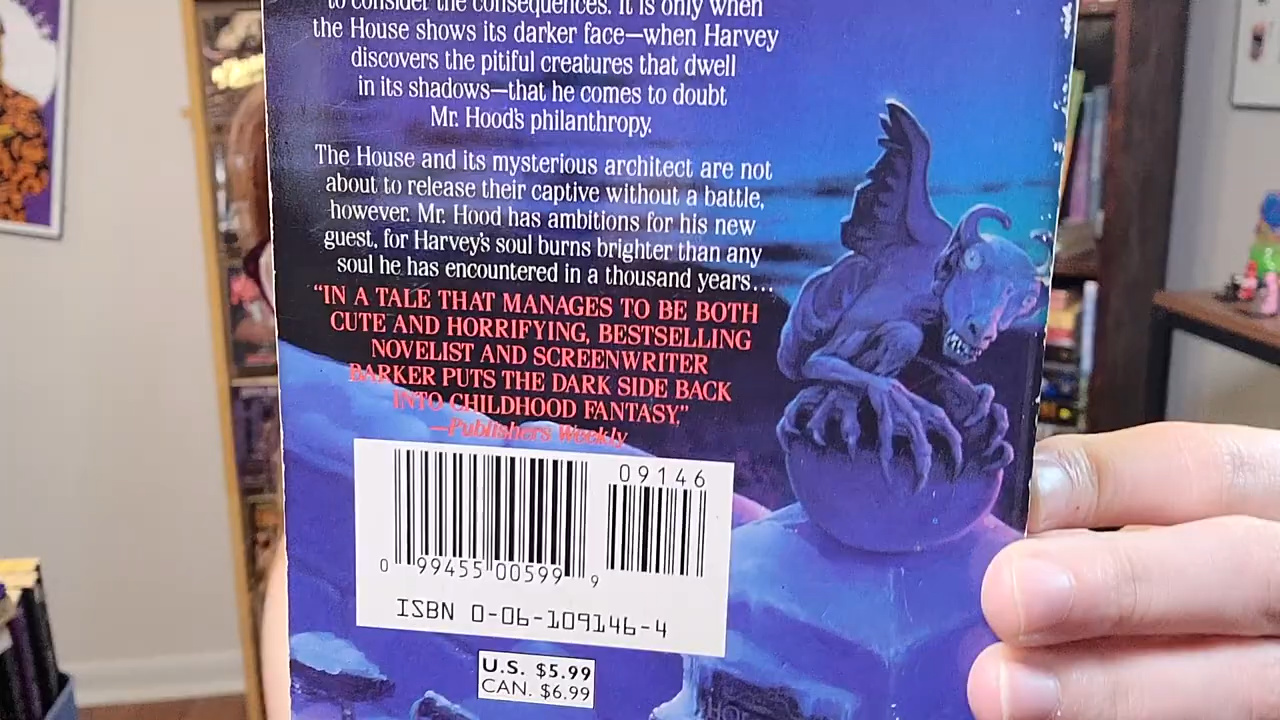 to consider the consequences. It is only when
the House shows its darker face—when Harvey
discovers the pitiful creatures that dwell
in its shadows—that he comes to doubt
Mr. Hood's philanthropy.
The House and its mysterious architect are not
about to release their captive without a battle,
however. Mr. Hood has ambitions for his new
guest, for Harvey's soul burns brighter than any
soul he has encountered in a thousand years...
"IN A TALE THAT MANAGES TO BE BOTH
CUTE AND HORRIFYING, BESTSELLING
NOVELIST AND SCREENWRITER
BARKER PUTS THE DARK SIDE BACK
INTO CHILDHOOD FANTASY,"
—Publishers Weekly
09146
0 99455 00599 9
ISBN 0-06-109146-4
U.S. $5.99
CAN. $6.99